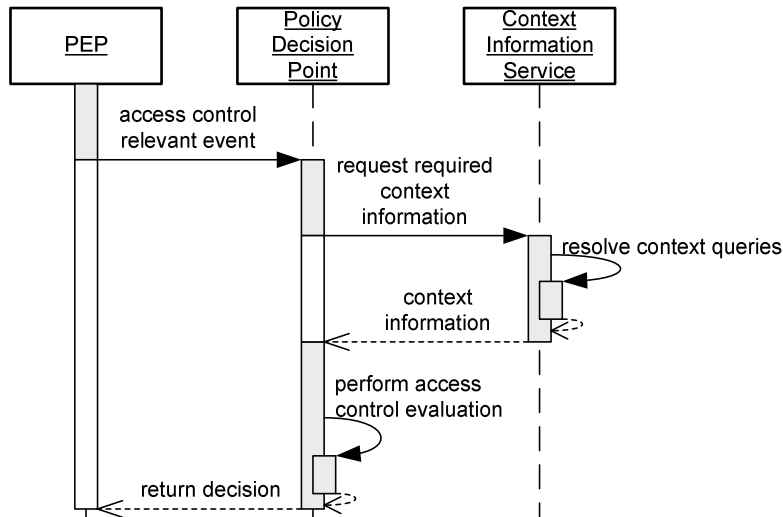 PEP
Policy
Decision
Point
Context
Information
Service
access control
relevant event
request required
context
information
resolve context queries
context
information
perform access
control evaluation
return decision